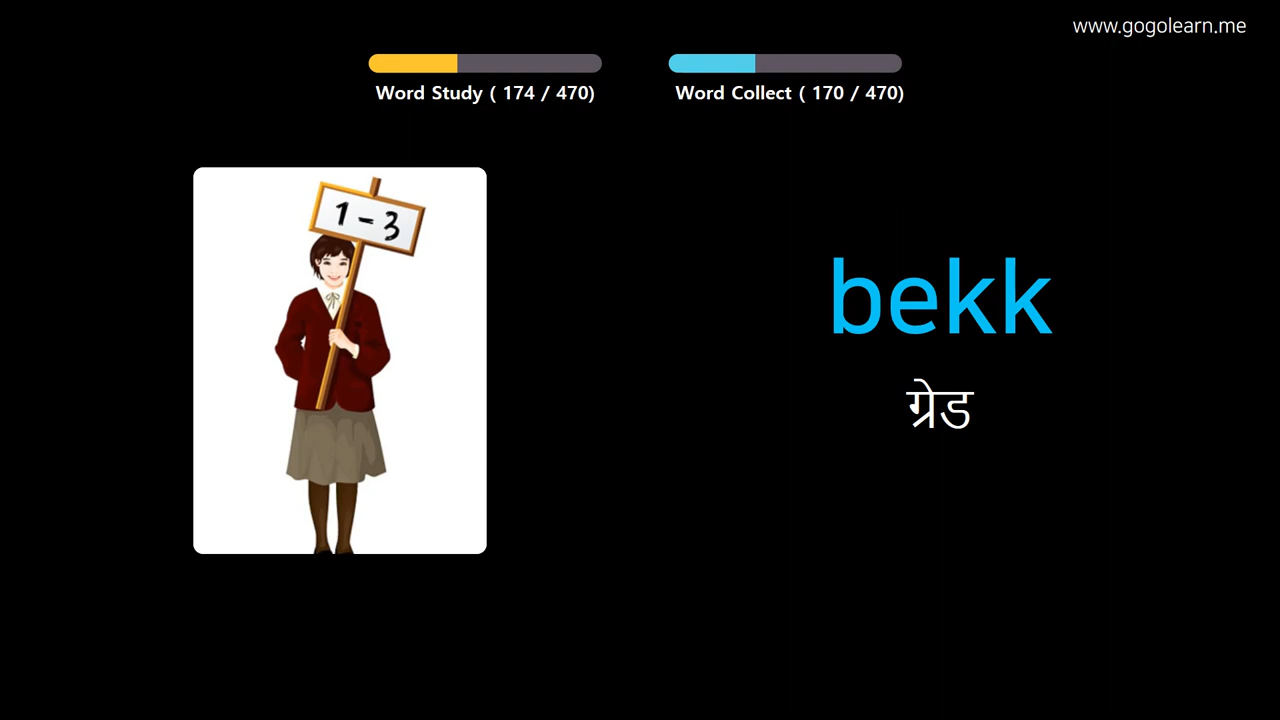 www.gogolearn.me
Word Study ( 174 / 470)
Word Collect ( 170 / 470)
1 - 3
bekk
ग्रेड